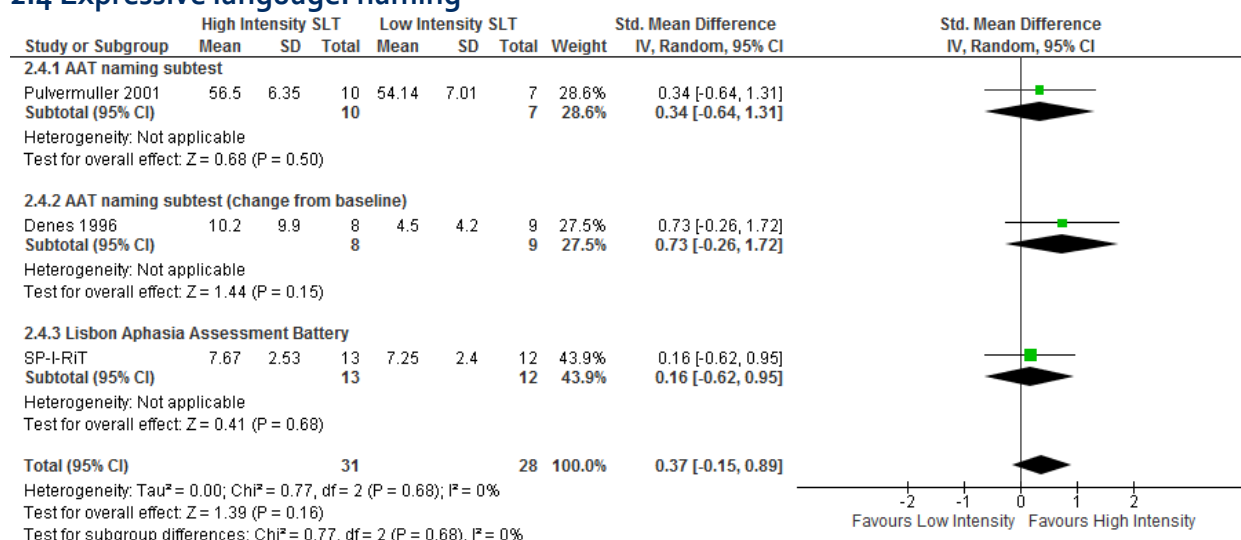 2.4 Expressive language: naming
High Intensity SLT Low Intensity SLT Std. Mean Difference Std. Mean Difference
Study or Subgroup Mean SD Total Mean SD Total Weight IV, Random, 95% CI IV, Random, 95% CI
2.4.1 AAT naming subtest
Pulvermuller 2001 56.5 6.35 10 54.14 7.01 7 28.6% 0.34 [-0.64, 1.31]
Subtotal (95% CI) 10 7 28.6% 0.34 [-0.64, 1.31]
Heterogeneity: Not applicable
Test for overall effect: Z = 0.68 (P = 0.50)
2.4.2 AAT naming subtest (change from baseline)
Denes 1996 10.2 9.9 8 4.5 4.2 9 27.5% 0.73 [-0.26, 1.72]
Subtotal (95% CI) 8 9 27.5% 0.73 [-0.26, 1.72]
Heterogeneity: Not applicable
Test for overall effect: Z = 1.44 (P = 0.15)
2.4.3 Lisbon Aphasia Assessment Battery
SP-I-RiT 7.67 2.53 13 7.25 2.4 12 43.9% 0.16 [-0.62, 0.95]
Subtotal (95% CI) 13 12 43.9% 0.16 [-0.62, 0.95]
Heterogeneity: Not applicable
Test for overall effect: Z = 0.41 (P = 0.68)
Total (95% CI) 31 28 100.0% 0.37 [-0.15, 0.89]
Heterogeneity: Tau² = 0.00; Chi² = 0.77, df = 2 (P = 0.68); I² = 0%
Test for overall effect: Z = 1.39 (P = 0.16)
Test for subgroup differences: Chi² = 0.77, df = 2 (P = 0.68), I² = 0%
-2 -1 0 1 2
Favours Low Intensity Favours High Intensity